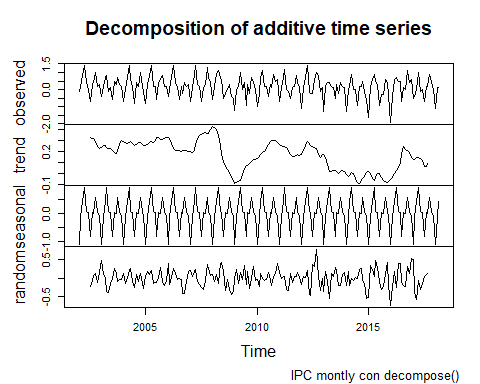 Decomposition of additive time series
observed
1.5
0.0
-2.0
trend
0.2
-0.1
seasonal
0.0
-1.0
random
0.5
-0.5
2005 2010 2015
Time
IPC montly con decompose()